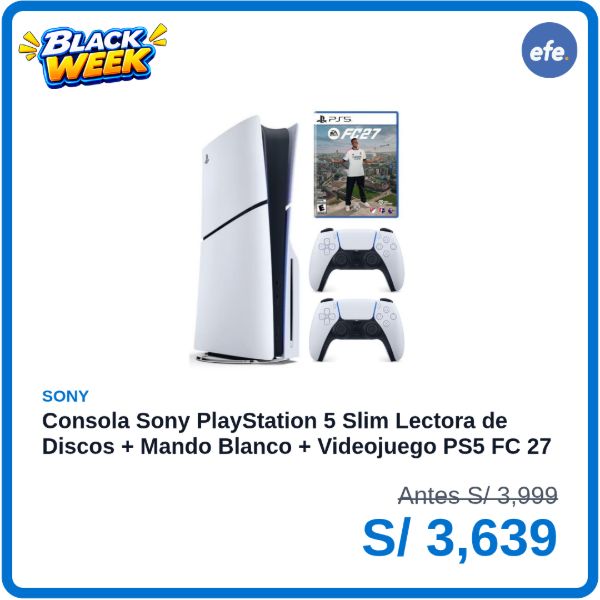 BLACK
WEEK
efe.
PS5
EA FC27
E
SONY
Consola Sony PlayStation 5 Slim Lectora de
Discos + Mando Blanco + Videojuego PS5 FC 27
Antes S/ 3,999
S/ 3,639